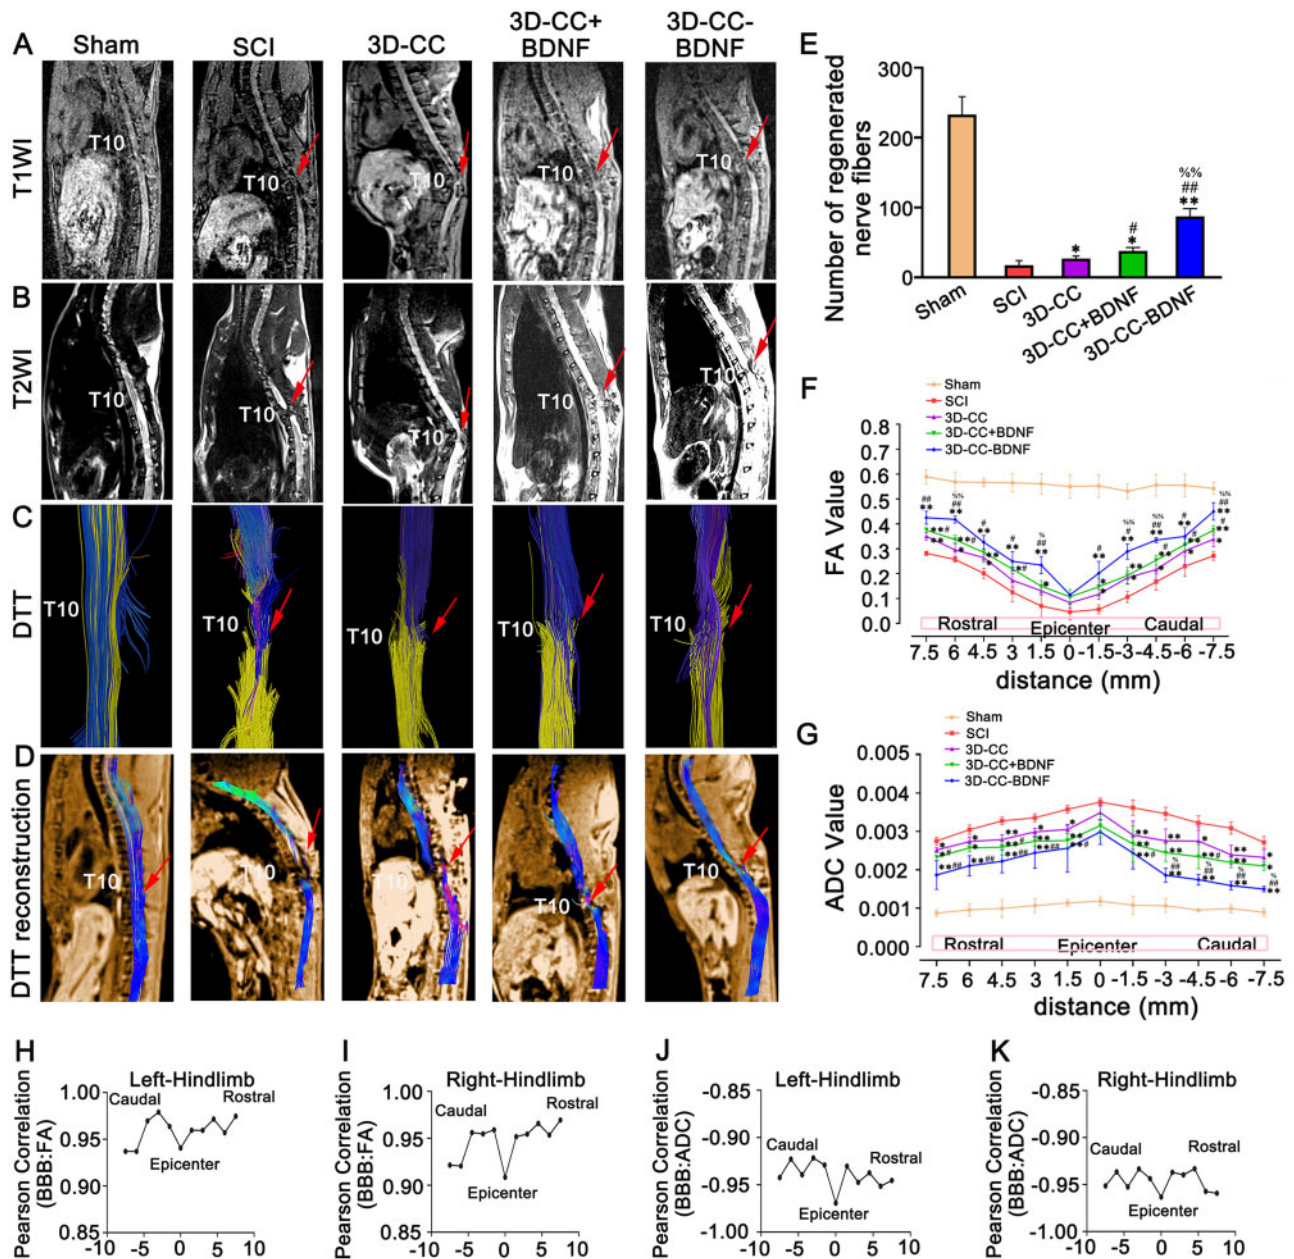 A
Sham
SCI
3D-CC
3D-CC+
BDNF
3D-CC-
BDNF
T1WI
T10
T10
T10
T10
T10
B
T2WI
T10
T10
T10
T10
T10
C
DTT
T10
T10
T10
T10
T10
D
DTT reconstruction
T10
T10
T10
T10
T10
E
Number of regenerated
nerve fibers
300
200
100
0
*
#
*
%%
##
**
Sham
SCI
3D-CC
3D-CC+BDNF
3D-CC-BDNF
F
Sham
SCI
3D-CC
3D-CC+BDNF
3D-CC-BDNF
FA Value
0.8
0.7
0.6
0.5
0.4
0.3
0.2
0.1
0.0
Rostral
Epicenter
Caudal
7.5 6 4.5 3 1.5 0 -1.5 -3 -4.5 -6 -7.5
distance (mm)
G
Sham
SCI
3D-CC
3D-CC+BDNF
3D-CC-BDNF
ADC Value
0.005
0.004
0.003
0.002
0.001
0.000
Rostral
Epicenter
Caudal
7.5 6 4.5 3 1.5 0 -1.5 -3 -4.5 -6 -7.5
distance (mm)
H
Left-Hindlimb
Pearson Correlation
(BBB:FA)
1.00
0.95
0.90
0.85
Caudal
Rostral
Epicenter
-10 -5 0 5 10
I
Right-Hindlimb
Pearson Correlation
(BBB:FA)
1.00
0.95
0.90
0.85
Caudal
Rostral
Epicenter
-10 -5 0 5 10
J
Left-Hindlimb
Pearson Correlation
(BBB:ADC)
-0.85
-0.90
-0.95
-1.00
Caudal
Rostral
Epicenter
-10 -5 0 5 10
K
Right-Hindlimb
Pearson Correlation
(BBB:ADC)
-0.85
-0.90
-0.95
-1.00
Caudal
Rostral
Epicenter
-10 -5 0 5 10